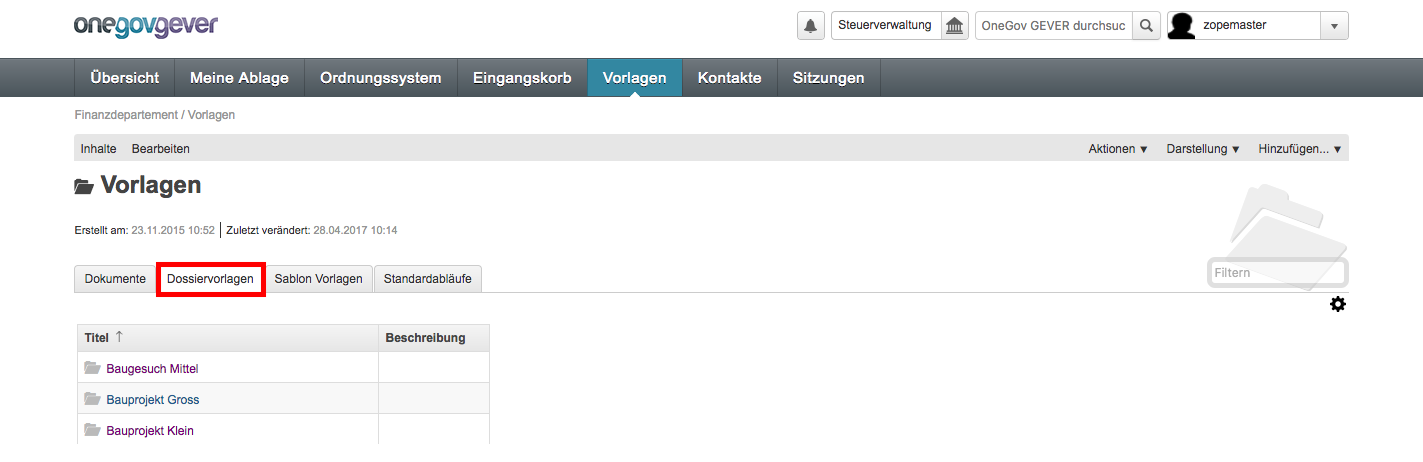 onegovgever
Steuerverwaltung
OneGov GEVER durchsuc
zopemaster
Übersicht Meine Ablage Ordnungssystem Eingangskorb Vorlagen Kontakte Sitzungen
Finanzdepartement / Vorlagen
Inhalte Bearbeiten Aktionen ▼ Darstellung ▼ Hinzufügen... ▼
Vorlagen
Erstellt am: 23.11.2015 10:52 | Zuletzt verändert: 28.04.2017 10:14
Dokumente Dossiervorlagen Sablon Vorlagen Standardabläufe
Filtern
Titel ↑ Beschreibung
Baugesuch Mittel
Bauprojekt Gross
Bauprojekt Klein